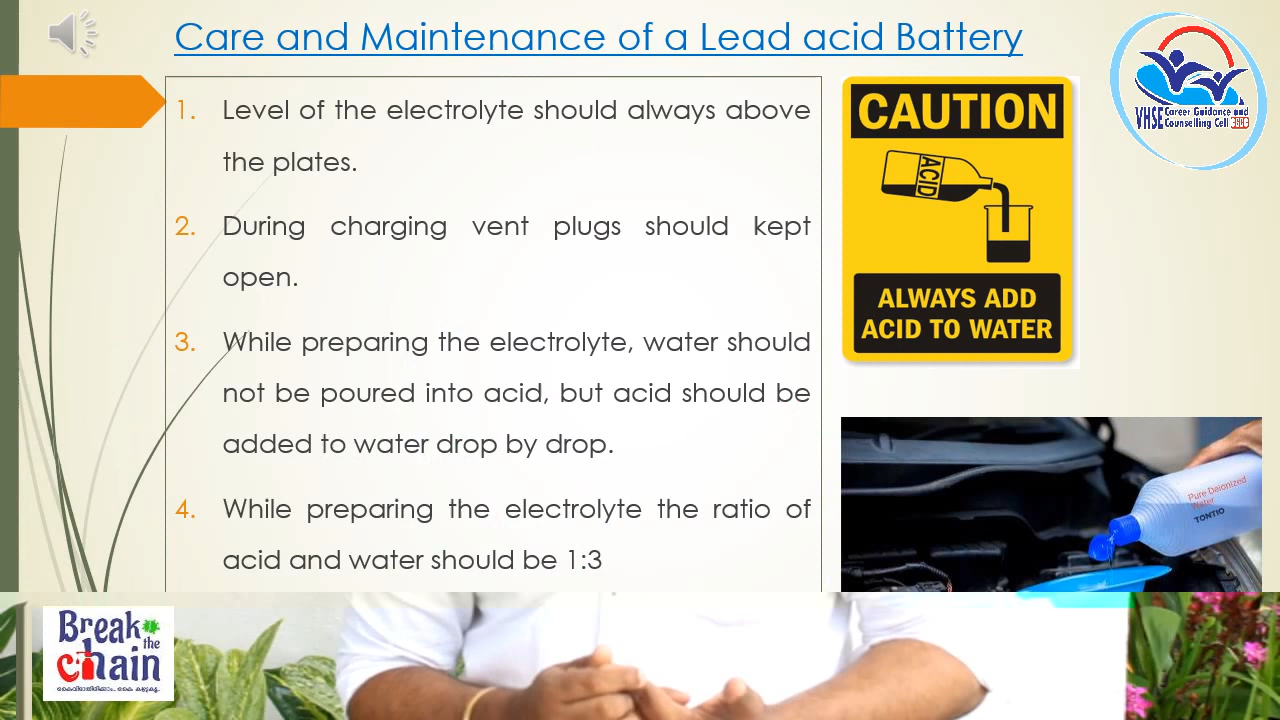 Care and Maintenance of a Lead acid Battery
1. Level of the electrolyte should always above
the plates.
2. During charging vent plugs should kept
open.
3. While preparing the electrolyte, water should
not be poured into acid, but acid should be
added to water drop by drop.
4. While preparing the electrolyte the ratio of
acid and water should be 1:3
CAUTION
ACID
ALWAYS ADD
ACID TO WATER
VHSE Career Guidance and
Counselling Cell
Pure Deionized
Water
TONTIO
Break
the
chain